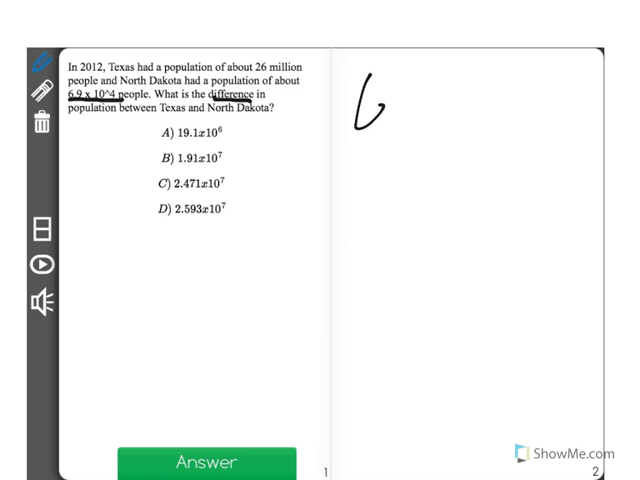 In 2012, Texas had a population of about 26 million
people and North Dakota had a population of about
6.9 x 10^4 people. What is the difference in
population between Texas and North Dakota?
A) 19.1x10⁶
B) 1.91x10⁷
C) 2.471x10⁷
D) 2.593x10⁷
Answer
1
ShowMe.com
2